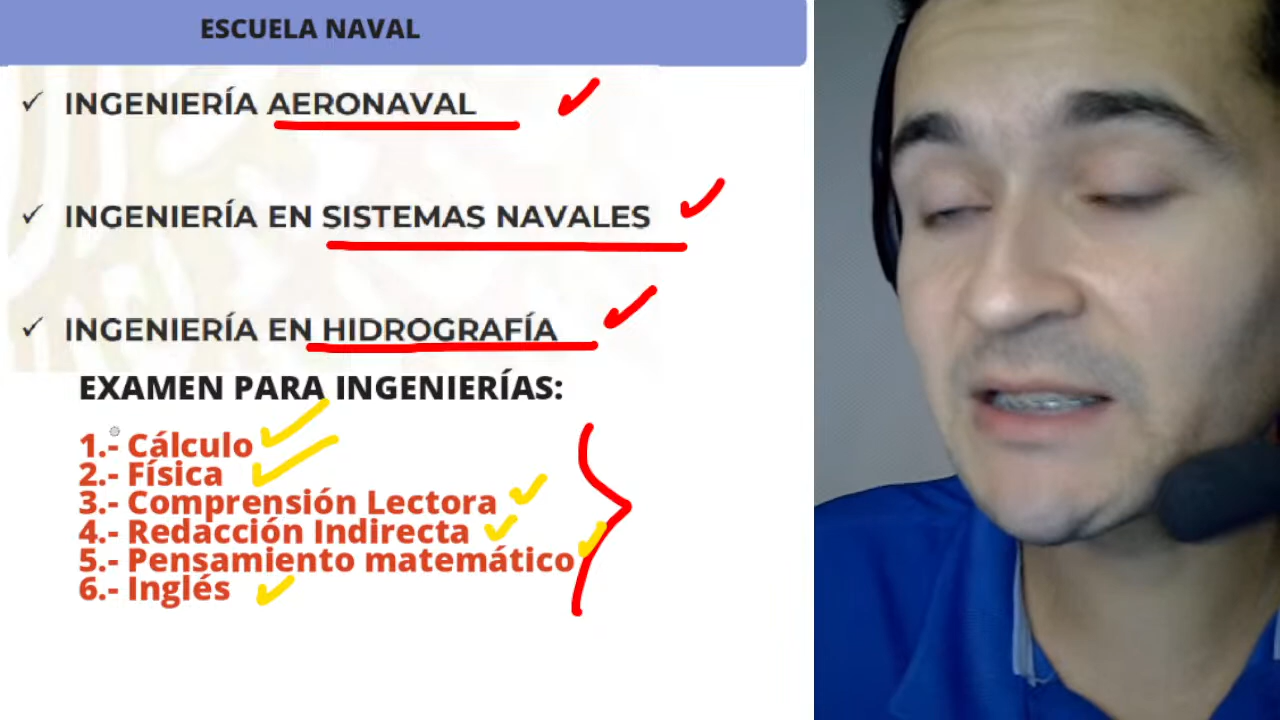 ESCUELA NAVAL
INGENIERÍA AERONAVAL
INGENIERÍA EN SISTEMAS NAVALES
INGENIERÍA EN HIDROGRAFÍA
EXAMEN PARA INGENIERÍAS:
1.- Cálculo
2.- Física
3.- Comprensión Lectora
4.- Redacción Indirecta
5.- Pensamiento matemático
6.- Inglés